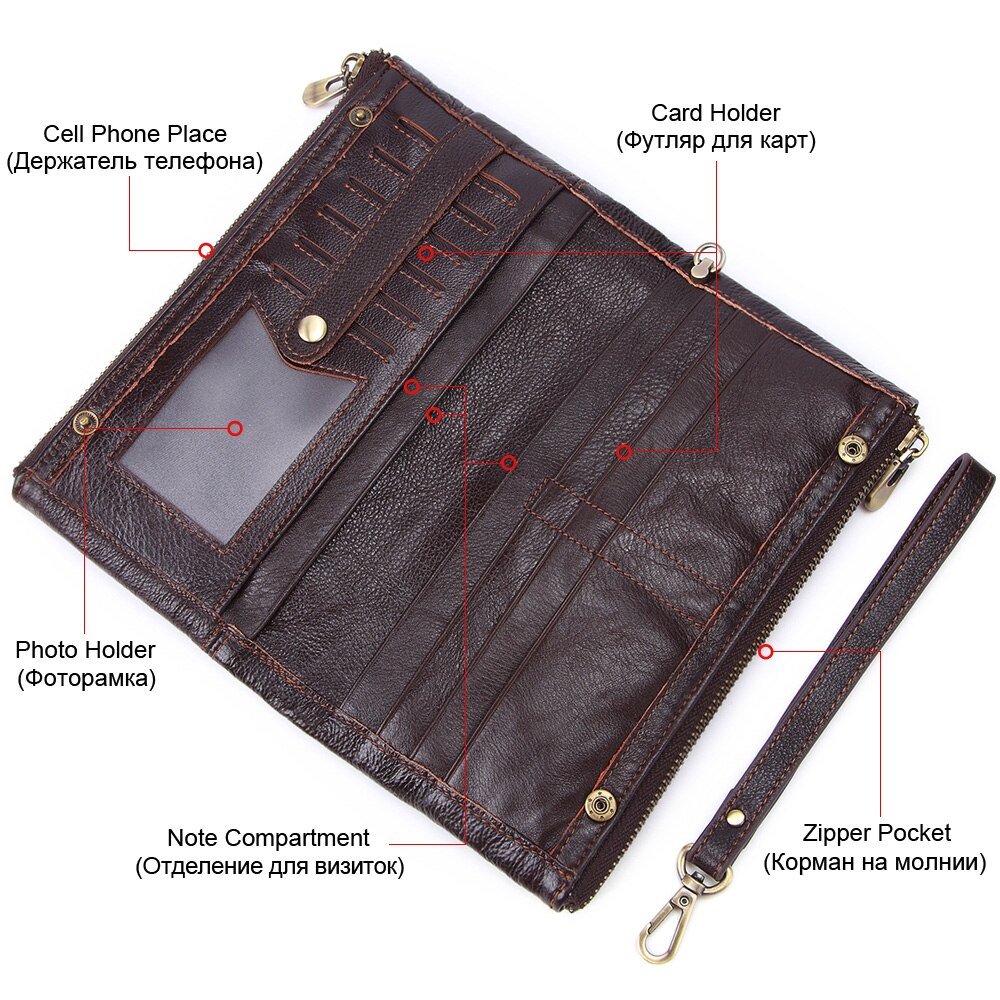 Cell Phone Place
(Держатель телефона)
Card Holder
(Футляр для карт)
Photo Holder
(Фоторамка)
Note Compartment
(Отделение для визиток)
Zipper Pocket
(Корман на молнии)